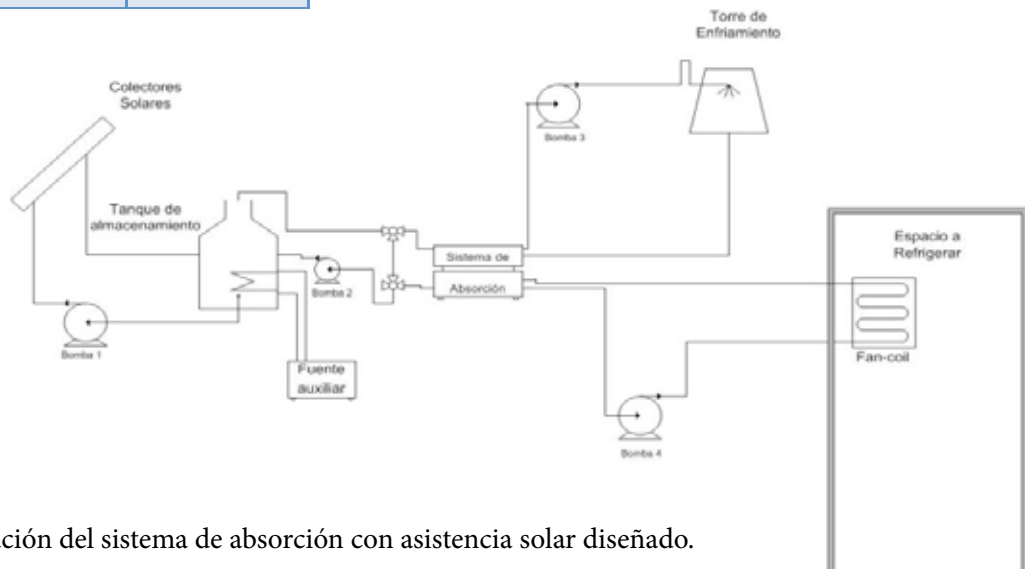 Torre de
Enfriamiento
Colectores
Solares
Bomba 3
Tanque de
almacenamiento
Espacio a
Refrigerar
Sistema de
Absorción
Bomba 2
Bomba 1
Fuente
auxiliar
Fan-coil
Bomba 4
ción del sistema de absorción con asistencia solar diseñado.